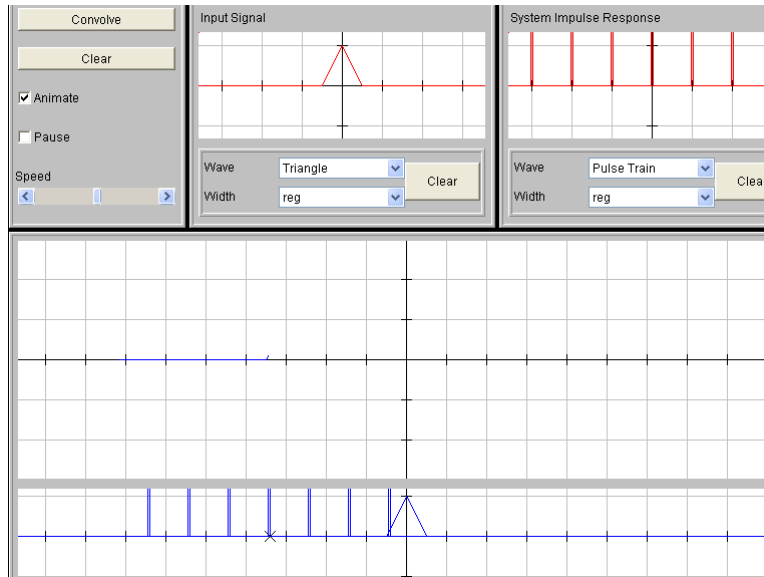 Convolve
Clear
Animate
Pause
Speed
Input Signal
Wave
Triangle
Width
reg
Clear
System Impulse Response
Wave
Pulse Train
Width
reg
Clea